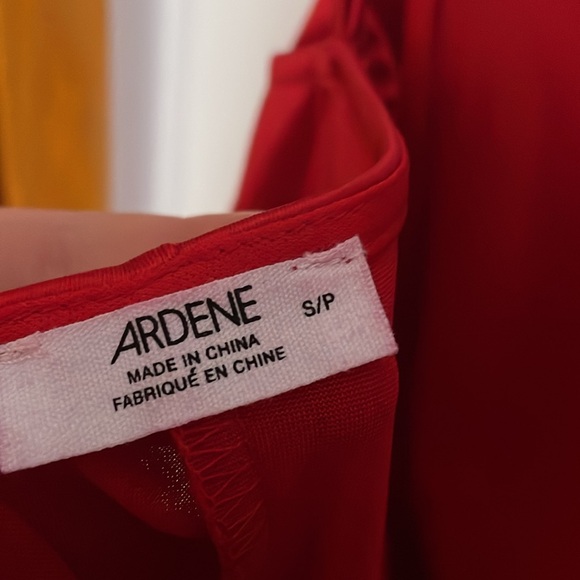 ARDENE
S/P
MADE IN CHINA
FABRIQUÉ EN CHINE